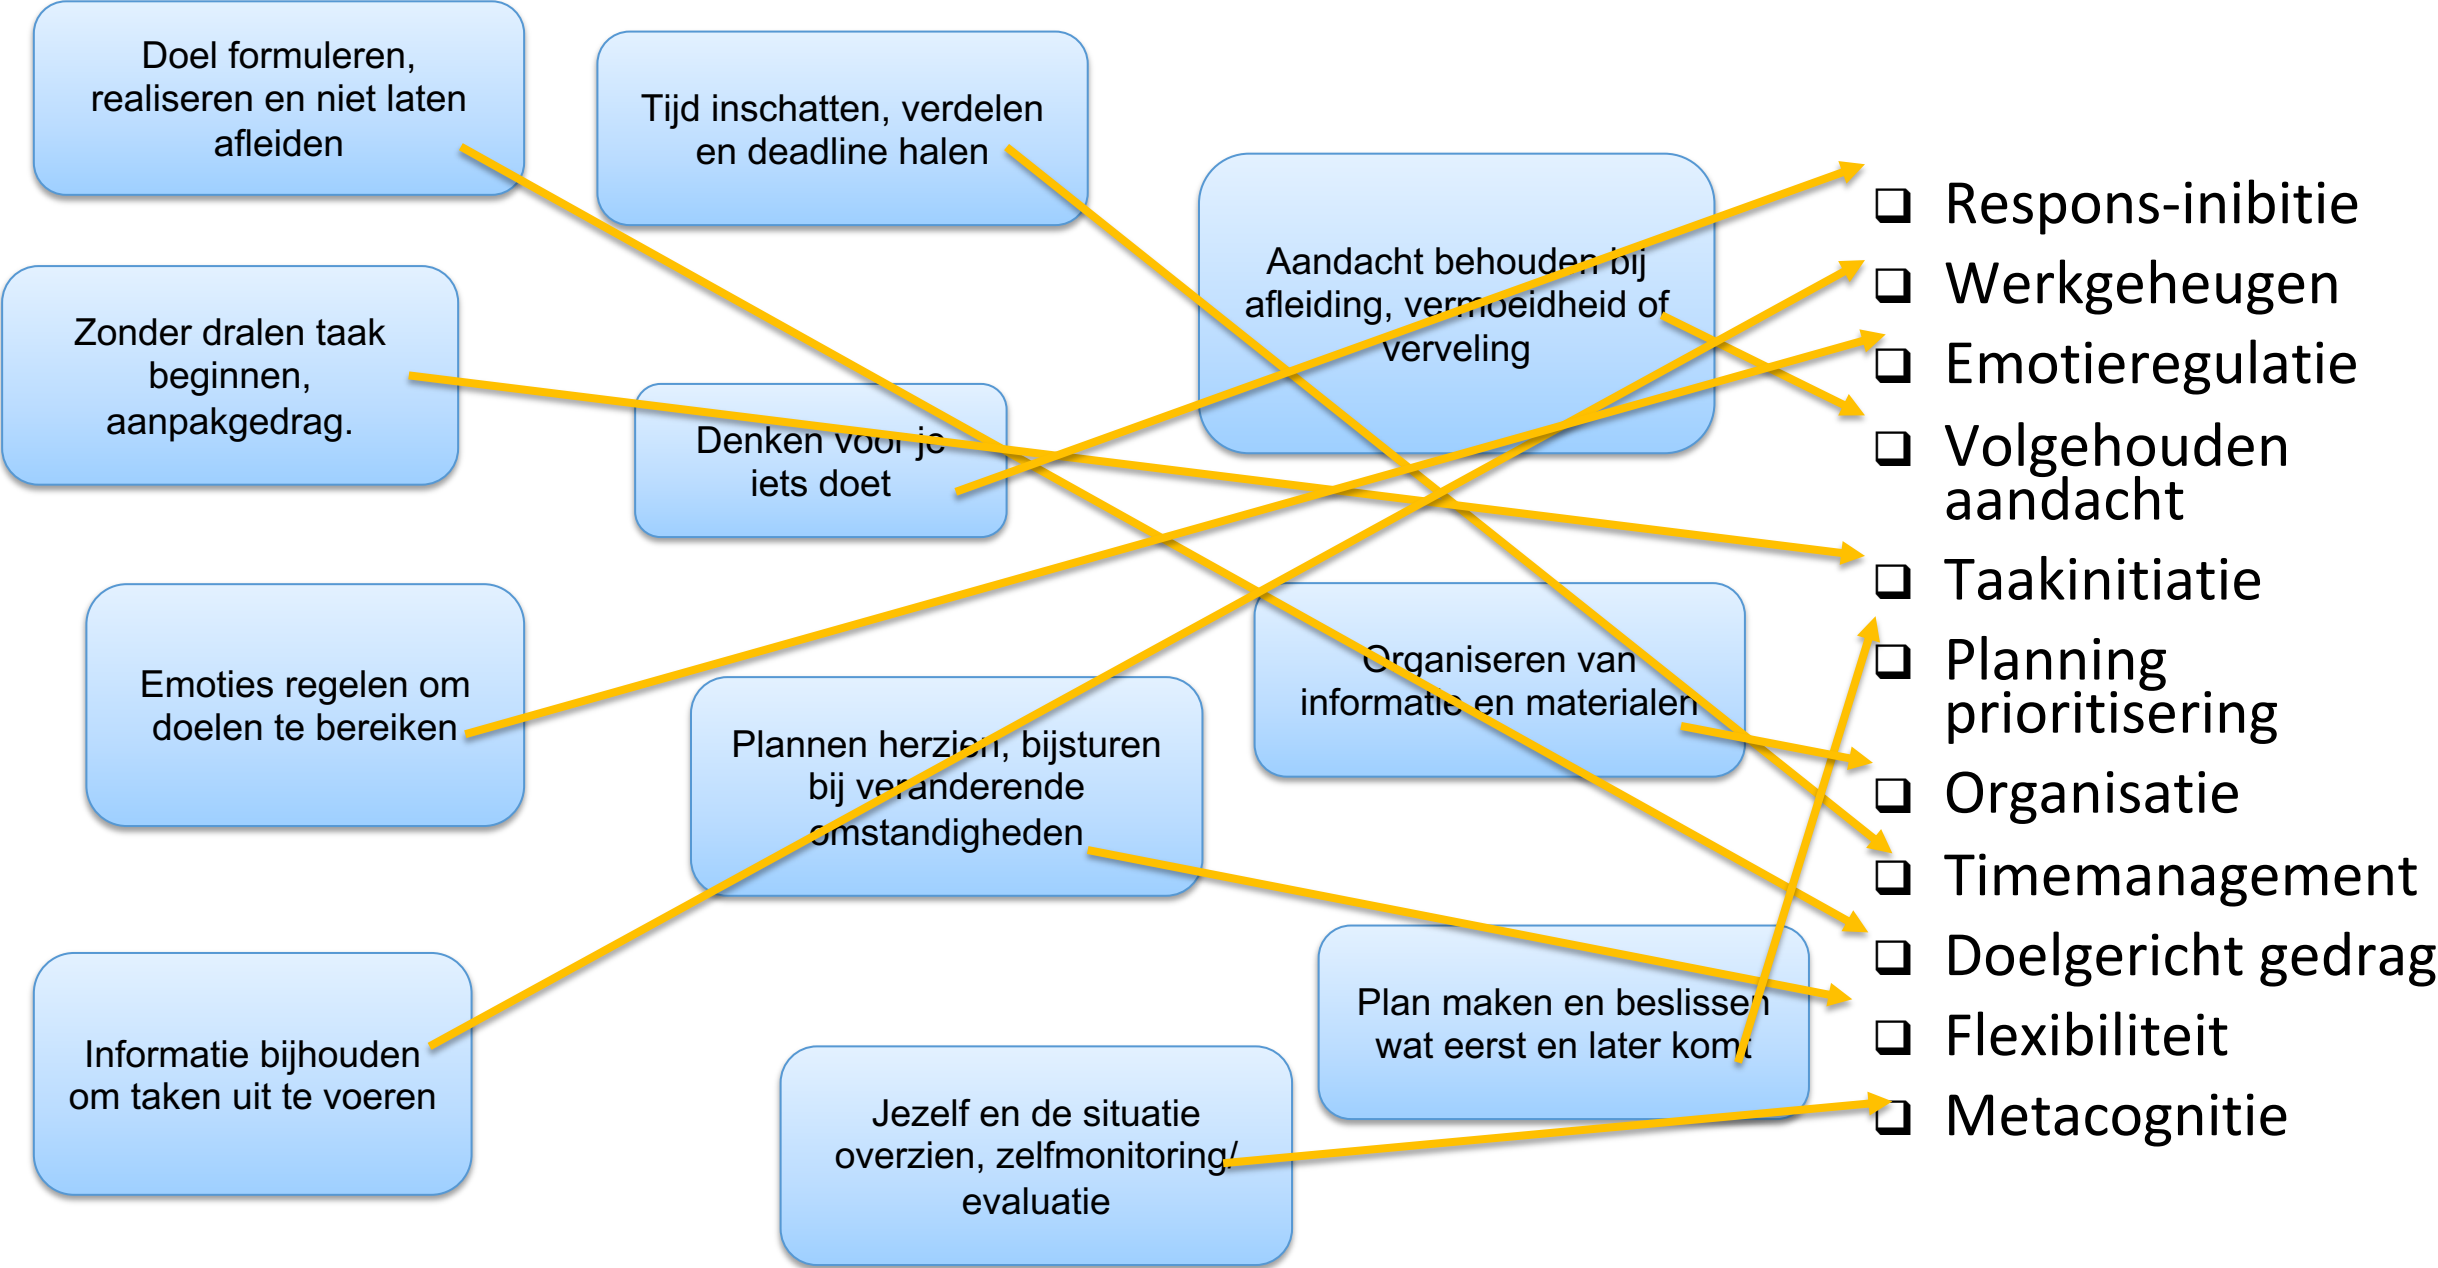 Doel formuleren,
realiseren en niet laten
afleiden
Tijd inschatten, verdelen
en deadline halen
Aandacht behouden bij
afleiding, vermoeidheid of
verveling
Zonder dralen taak
beginnen,
aanpakgedrag.
Denken voor je
iets doet
Emoties regelen om
doelen te bereiken
Organiseren van
informatie en materialen
Plannen herzien, bijsturen
bij veranderende
omstandigheden
Informatie bijhouden
om taken uit te voeren
Plan maken en beslissen
wat eerst en later komt
Jezelf en de situatie
overzien, zelfmonitoring/
evaluatie
❑ Respons-inibitie
❑ Werkgeheugen
❑ Emotieregulatie
❑ Volgehouden
aandacht
❑ Taakinitiatie
❑ Planning
prioritisering
❑ Organisatie
❑ Timemanagement
❑ Doelgericht gedrag
❑ Flexibiliteit
❑ Metacognitie